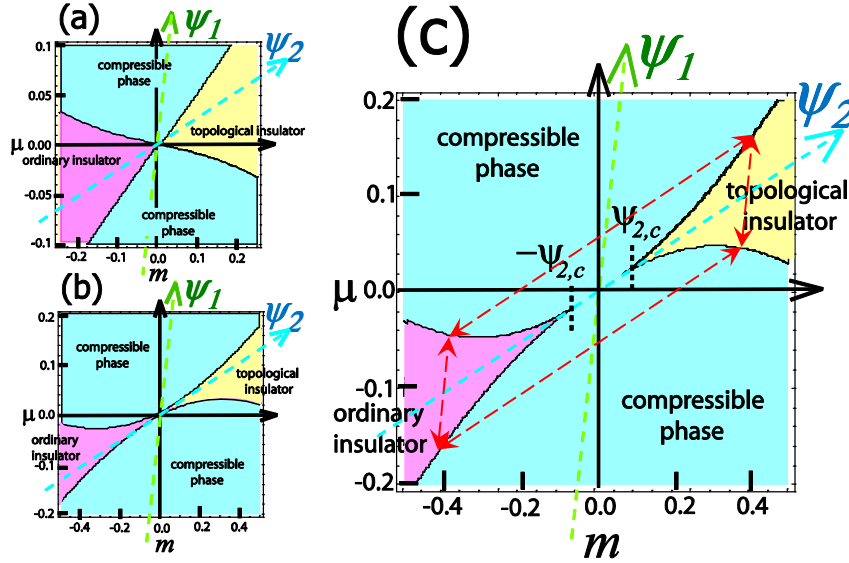 (a)
ψ1
ψ2
0.1
0.05
0.00
-0.05
-0.1
μ
compressible
phase
topological insulator
ordinary insulator
compressible
phase
-0.2
-0.1
0.0
0.1
0.2
m
(b)
ψ1
ψ2
0.2
0.1
0.0
-0.1
-0.2
μ
compressible
phase
topological
insulator
ordinary
insulator
compressible
phase
-0.4
-0.2
0.0
0.2
0.4
m
(c)
ψ1
ψ2
0.2
0.1
0.0
-0.1
-0.2
μ
compressible
phase
topological
insulator
ψ2,c
-ψ2,c
ordinary
insulator
compressible
phase
-0.4
-0.2
0.0
0.2
0.4
m